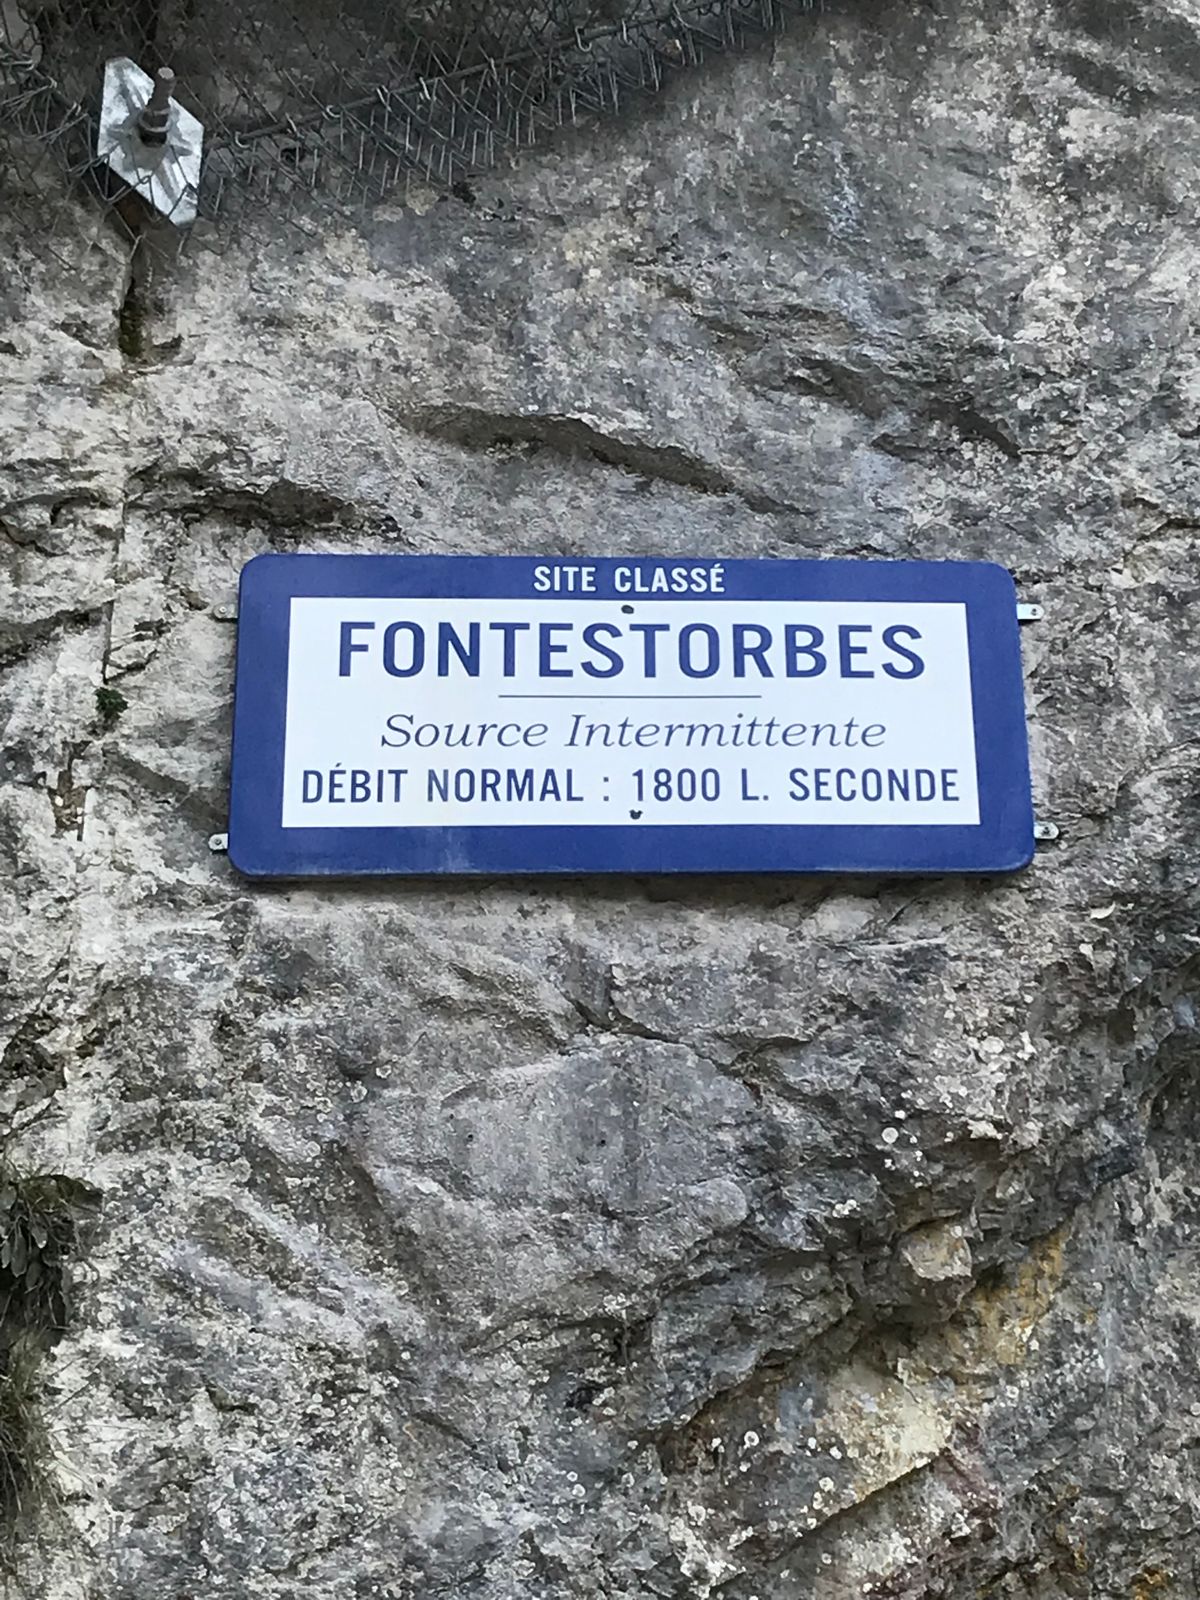 SITE CLASSÉ
FONTESTORBES
Source Intermittente
DÉBIT NORMAL : 1800 L. SECONDE